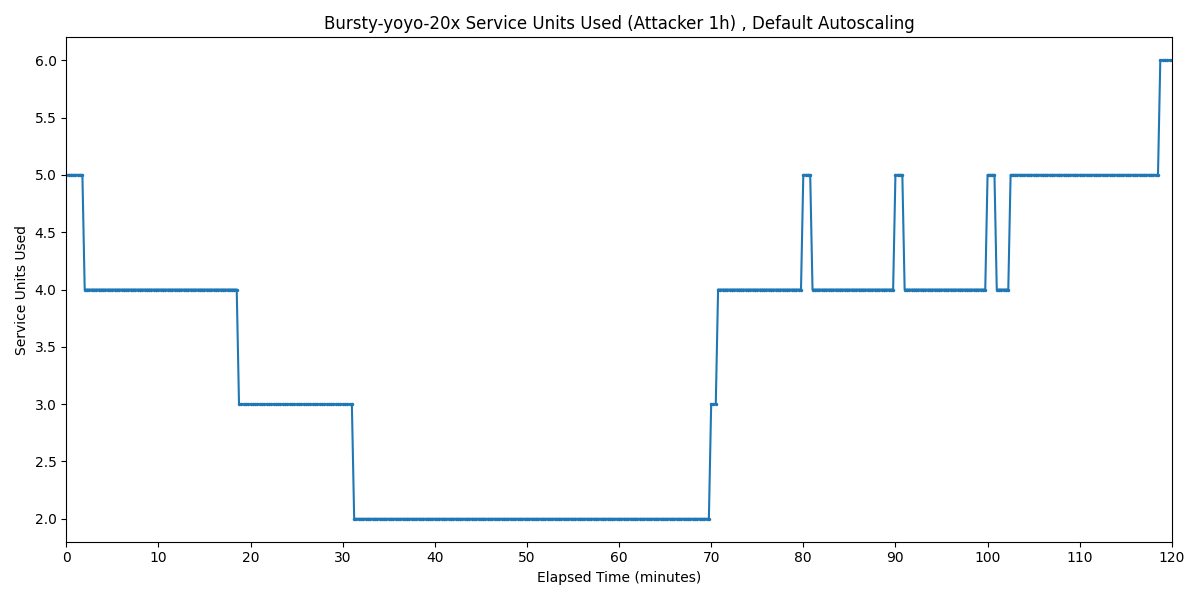 Bursty-yoyo-20x Service Units Used (Attacker 1h) , Default Autoscaling
6.0
5.5
5.0
4.5
4.0
3.5
3.0
2.5
2.0
Service Units Used
0 10 20 30 40 50 60 70 80 90 100 110 120
Elapsed Time (minutes)